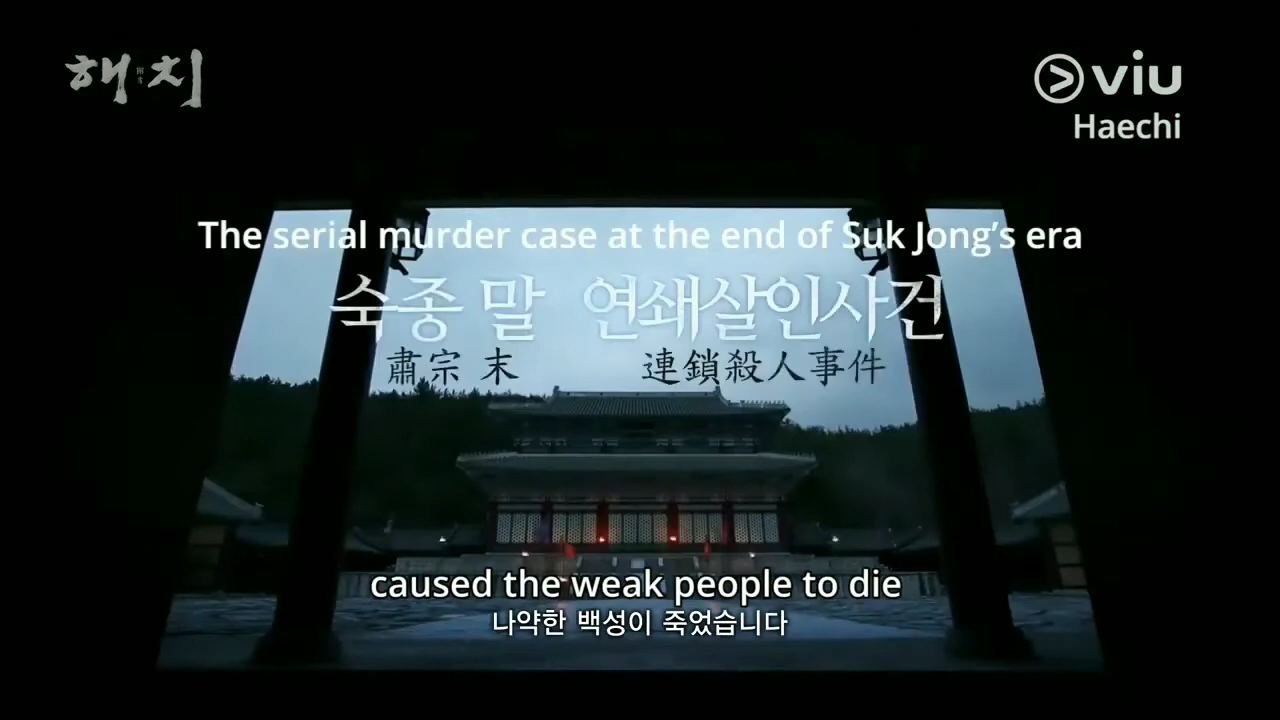 해치
viu
Haechi
The serial murder case at the end of Suk Jong’s era
숙종 말 연쇄살인사건
肅宗 末 連鎖殺人事件
caused the weak people to die
나약한 백성이 죽었습니다